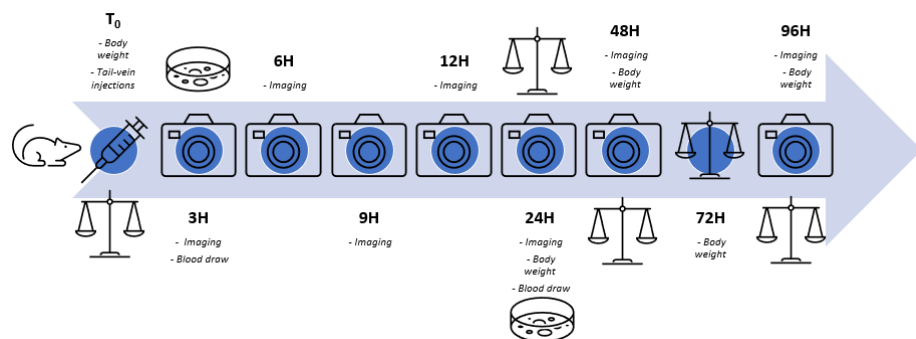 T0
- Body
weight
- Tail-vein
injections
3H
- Imaging
- Blood draw
6H
- Imaging
9H
- Imaging
12H
- Imaging
24H
- Imaging
- Body
weight
- Blood draw
48H
- Imaging
- Body
weight
72H
- Body
weight
96H
- Imaging
- Body
weight